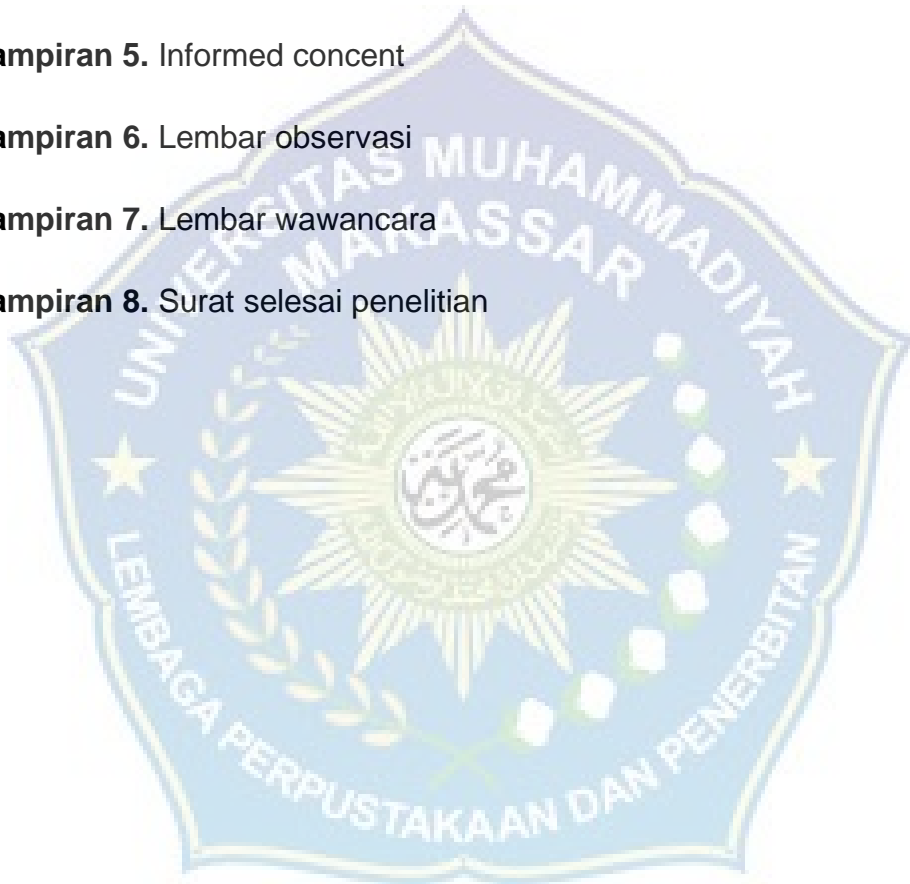 ampiran 5. Informed concent
ampiran 6. Lembar observasi
ampiran 7. Lembar wawancara
ampiran 8. Surat selesai penelitian
UNIVERSITAS MUHAMMADIYAH
MAKASSAR
LEMBAGA PERPUSTAKAAN DAN PENERBITAN